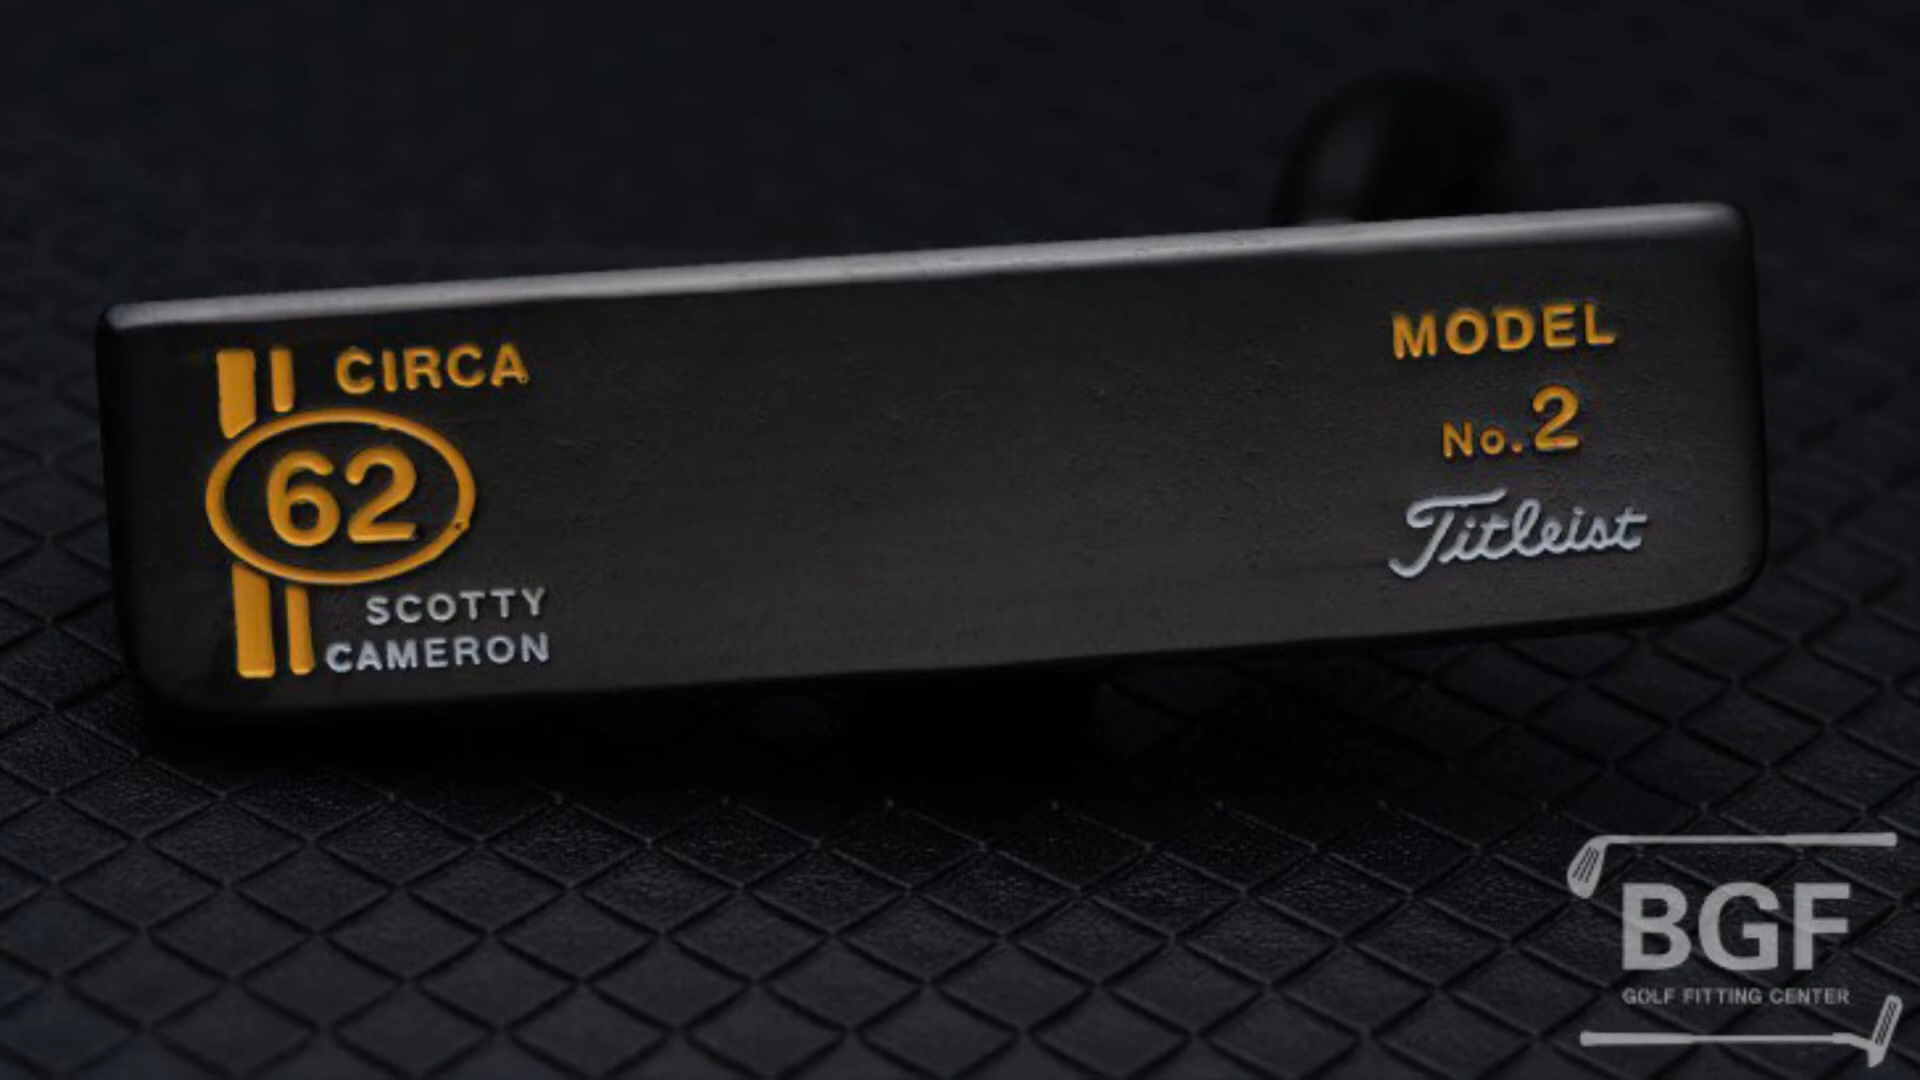 CIRCA
62
SCOTTY
CAMERON
MODEL
No.2
Titleist
BGF
GOLF FITTING CENTER